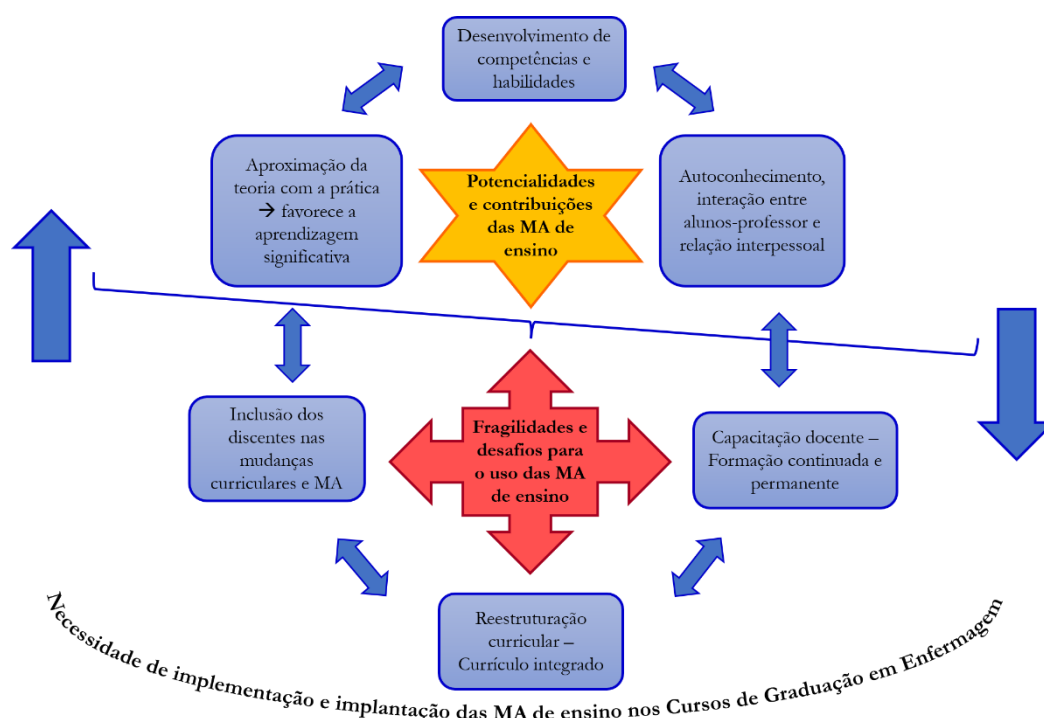 Desenvolvimento de
competências e
habilidades
Aproximação da
teoria com a prática
→ favorece a
aprendizagem
significativa
Potencialidades
e contribuições
das MA de
ensino
Autoconhecimento,
interação entre
alunos-professor e
relação interpessoal
Inclusão dos
discentes nas
mudanças
curriculares e MA
Fragilidades e
desafios para
o uso das MA
de ensino
Capacitação docente –
Formação continuada e
permanente
Reestruturação
curricular –
Currículo integrado
Necessidade de implementação e implantação das MA de ensino nos Cursos de Graduação em Enfermagem